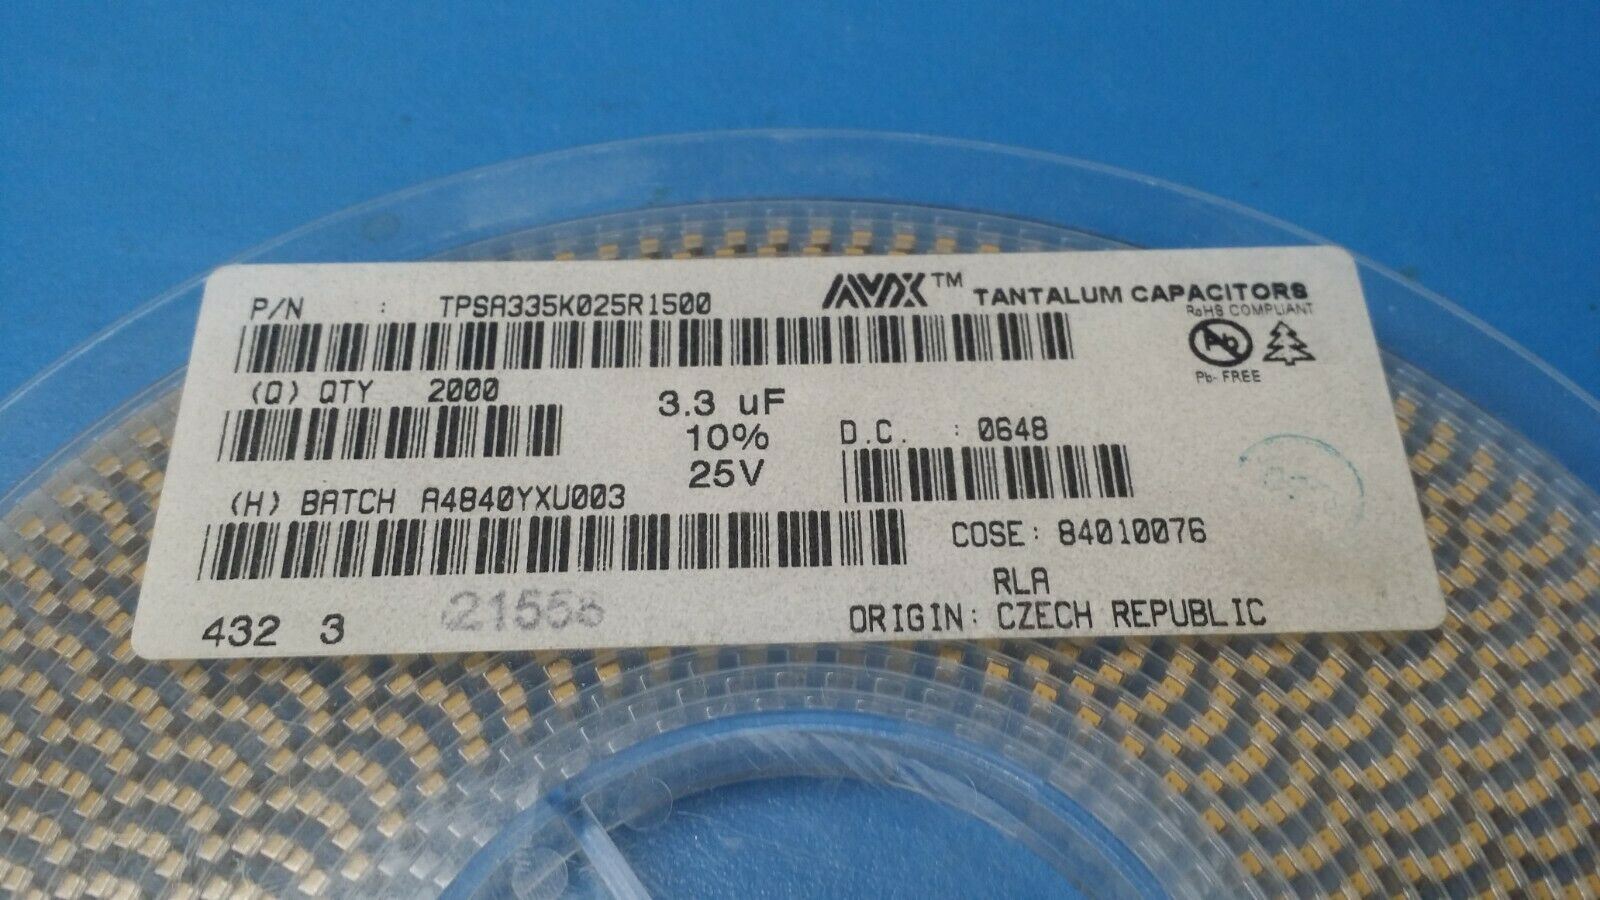 P/N : TPSA335K025R1500
AVX™ TANTALUM CAPACITORS
RoHS COMPLIANT
Pb
Pb- FREE
(Q) QTY 2000
3.3 uF
10%
25V
D.C. : 0648
(H) BATCH A4840YXU003
COSE: 84010076
RLA
ORIGIN: CZECH REPUBLIC
432 3
21556